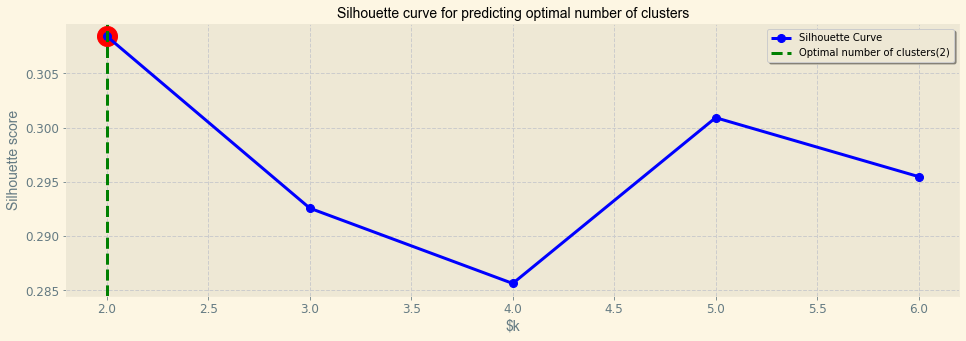 Silhouette curve for predicting optimal number of clusters
Silhouette Curve
Optimal number of clusters(2)
Silhouette score
0.305
0.300
0.295
0.290
0.285
2.0 2.5 3.0 3.5 4.0 4.5 5.0 5.5 6.0
$k